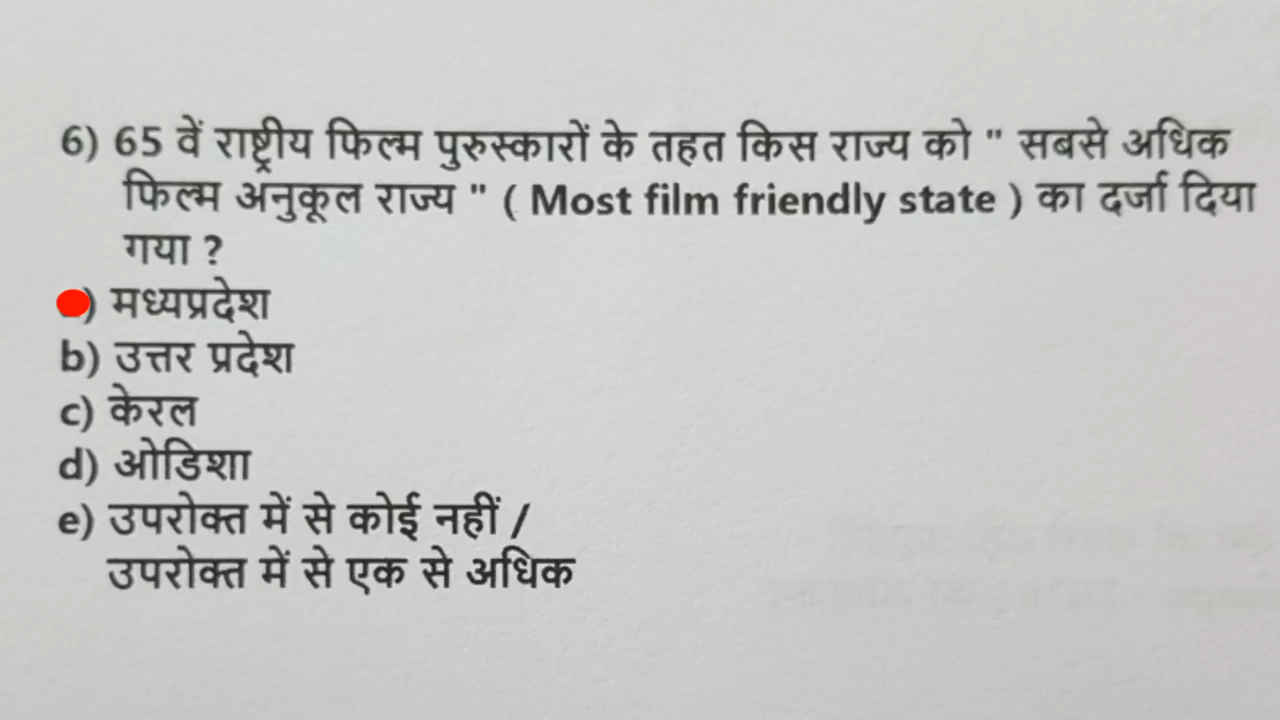 6) 65 वें राष्ट्रीय फिल्म पुरुस्कारों के तहत किस राज्य को " सबसे अधिक
फिल्म अनुकूल राज्य " ( Most film friendly state ) का दर्जा दिया
गया ?
) मध्यप्रदेश
b) उत्तर प्रदेश
c) केरल
d) ओडिशा
e) उपरोक्त में से कोई नहीं /
उपरोक्त में से एक से अधिक